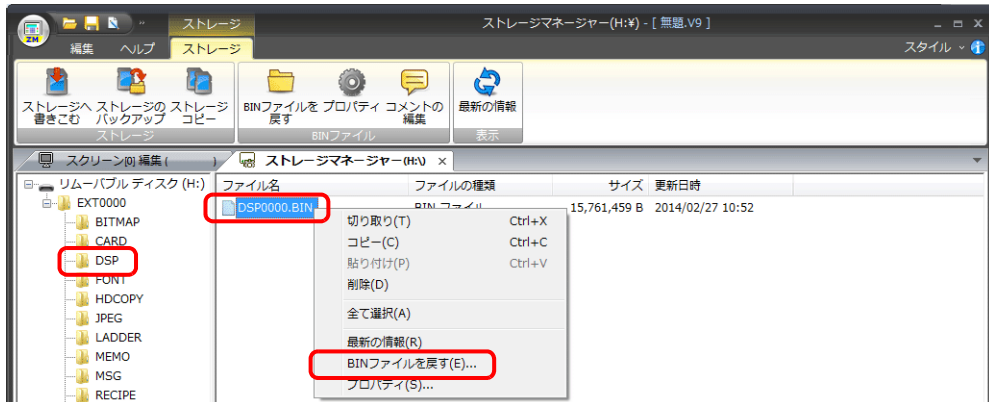 ストレージ
ストレージマネージャー(H:¥) - [ 無題.V9 ]
ZM
編集 ヘルプ ストレージ
スタイル
ストレージへ書きこむ
ストレージのバックアップ
ストレージコピー
BINファイルを戻す
プロパティ
コメントの編集
最新の情報
ストレージ BINファイル 表示
スクリーン[0] 編集 ( )
ストレージマネージャー(H:\) ×
リムーバブル ディスク (H:)
EXT0000
BITMAP
CARD
DSP
FONT
HDCOPY
JPEG
LADDER
MEMO
MSG
RECIPE
ファイル名 ファイルの種類 サイズ 更新日時
DSP0000.BIN BIN ファイル 15,761,459 B 2014/02/27 10:52
切り取り(T) Ctrl+X
コピー(C) Ctrl+C
貼り付け(P) Ctrl+V
削除(D)
全て選択(A)
最新の情報(R)
BINファイルを戻す(E)...
プロパティ(S)...